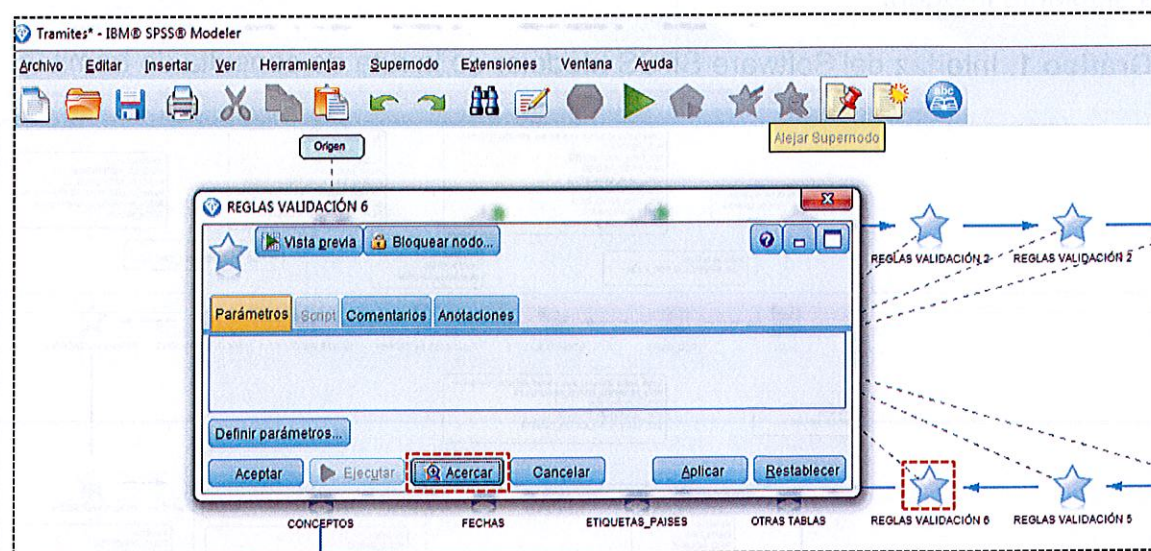 Tramites* - IBM® SPSS® Modeler
Archivo Editar Insertar Ver Herramientas Supernodo Extensiones Ventana Ayuda
abc
Alejar Supernodo
Origen
REGLAS VALIDACIÓN 6
Vista previa Bloquear nodo...
REGLAS VALIDACIÓN 2 REGLAS VALIDACIÓN 2
Parámetros Script Comentarios Anotaciones
Definir parámetros...
Aceptar Ejecutar Acercar Cancelar Aplicar Restablecer
CONCEPTOS FECHAS ETIQUETAS_PAISES OTRAS TABLAS REGLAS VALIDACIÓN 6 REGLAS VALIDACIÓN 5